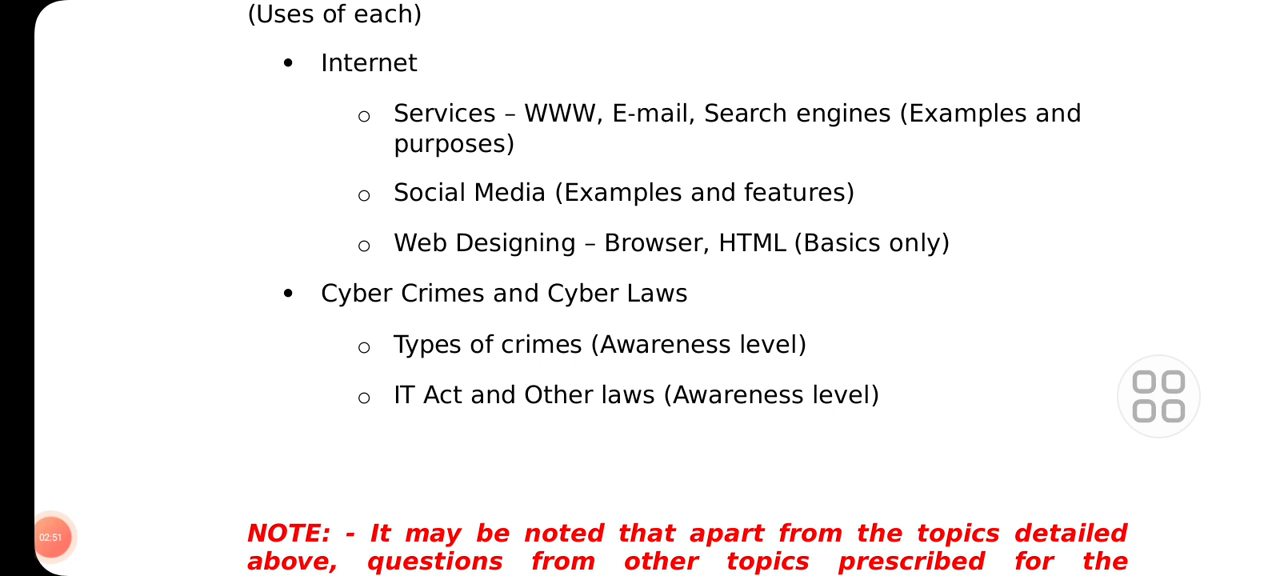 (Uses of each)
• Internet
o Services – WWW, E-mail, Search engines (Examples and
purposes)
o Social Media (Examples and features)
o Web Designing – Browser, HTML (Basics only)
• Cyber Crimes and Cyber Laws
o Types of crimes (Awareness level)
o IT Act and Other laws (Awareness level)
02:51
NOTE: - It may be noted that apart from the topics detailed
above, questions from other topics prescribed for the